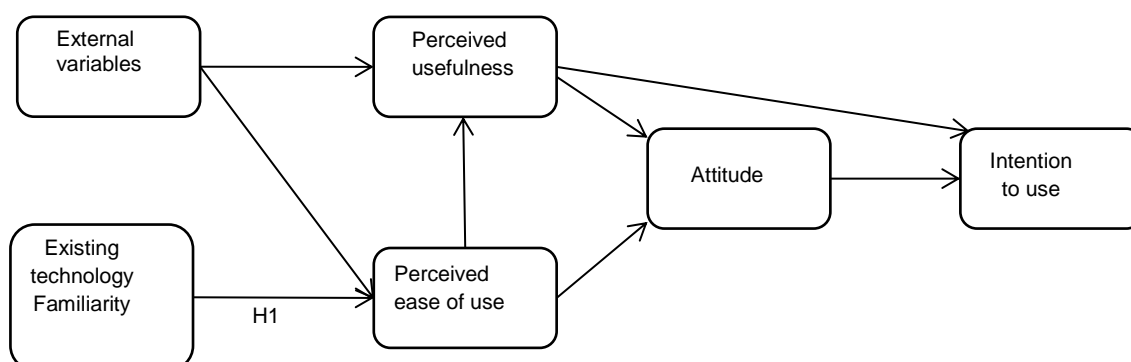 External
variables
Perceived
usefulness
Attitude
Intention
to use
Existing
technology
Familiarity
H1
Perceived
ease of use